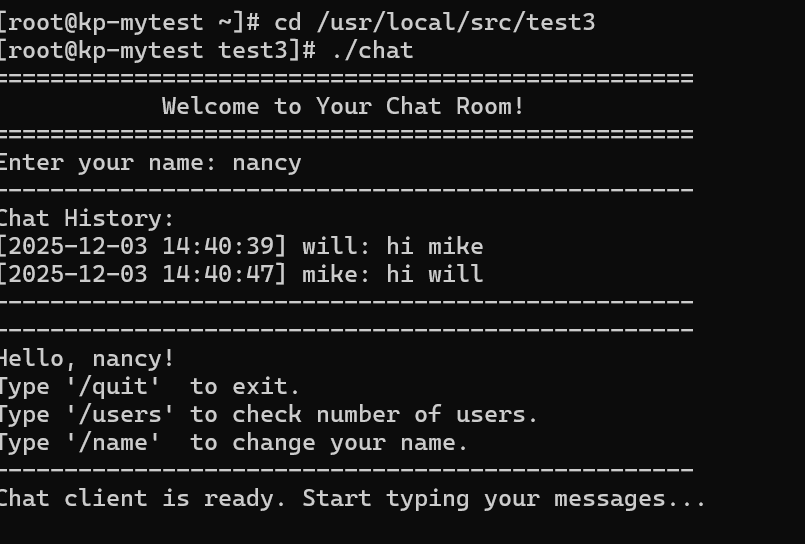 [root@kp-mytest ~]# cd /usr/local/src/test3
[root@kp-mytest test3]# ./chat
==================================================
Welcome to Your Chat Room!
==================================================
Enter your name: nancy
--------------------------------------------------
Chat History:
[2025-12-03 14:40:39] will: hi mike
[2025-12-03 14:40:47] mike: hi will
--------------------------------------------------
--------------------------------------------------
Hello, nancy!
Type '/quit'  to exit.
Type '/users' to check number of users.
Type '/name'  to change your name.
--------------------------------------------------
Chat client is ready. Start typing your messages...